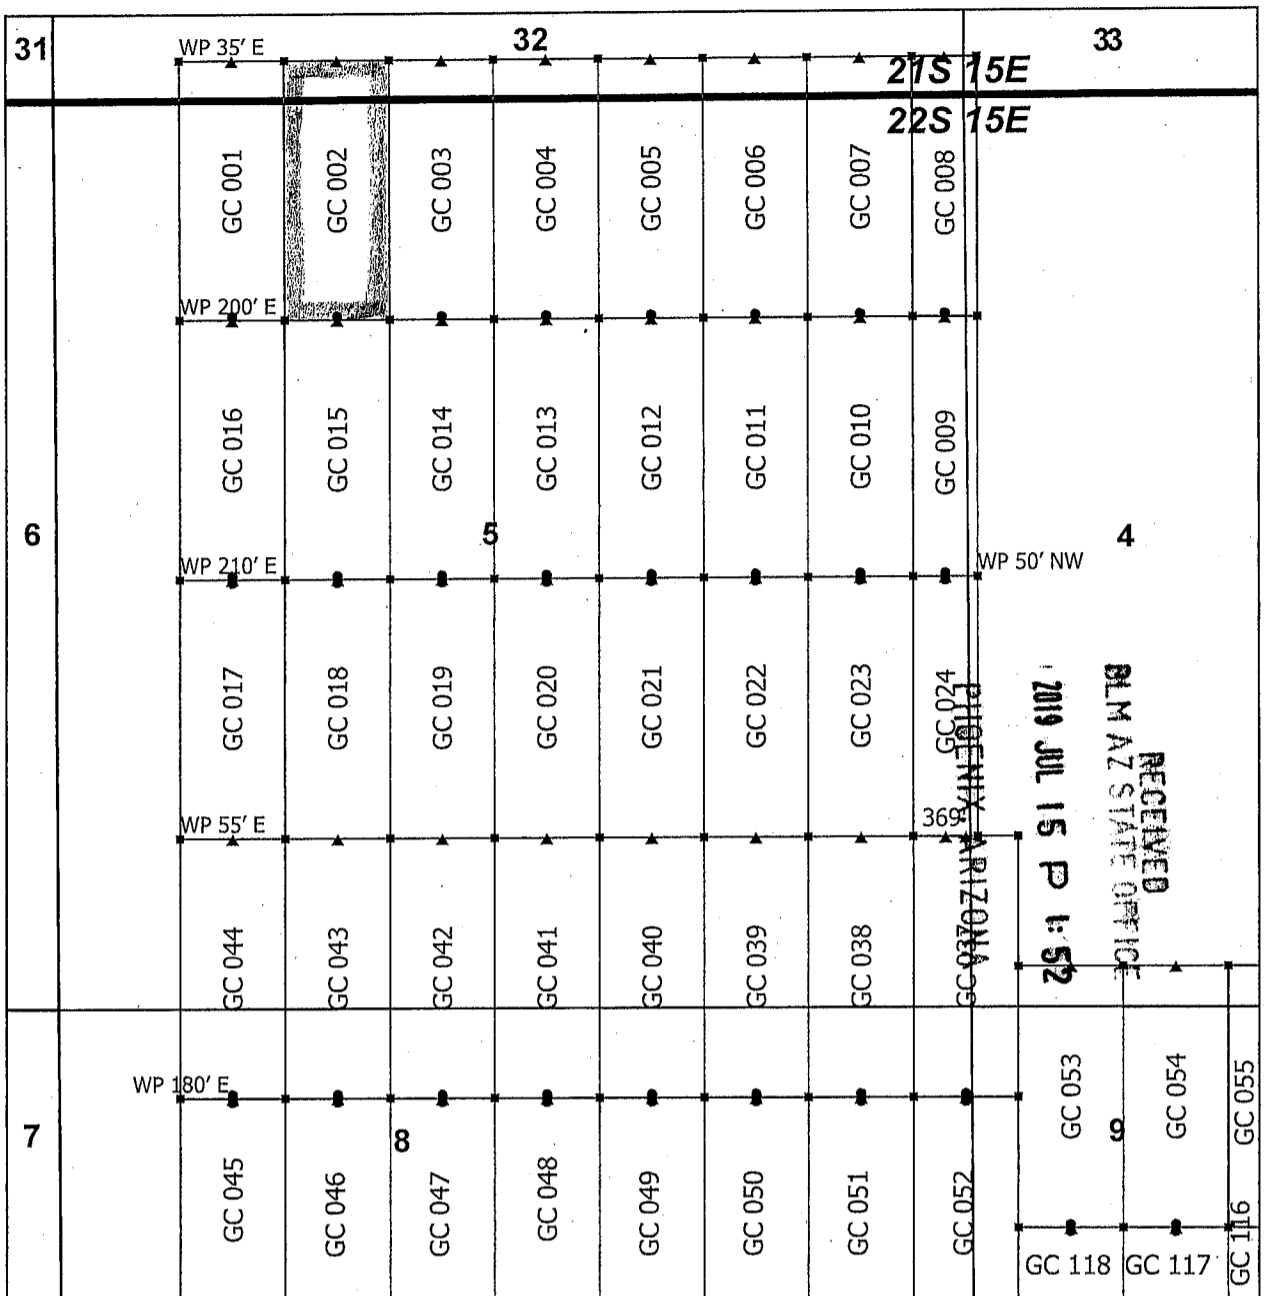 31
32
33
WP 35' E
21S 15E
22S 15E
GC 001
GC 002
GC 003
GC 004
GC 005
GC 006
GC 007
GC 008
WP 200' E
GC 016
GC 015
GC 014
GC 013
GC 012
GC 011
GC 010
GC 009
6
5
4
WP 210' E
WP 50' NW
GC 017
GC 018
GC 019
GC 020
GC 021
GC 022
GC 023
GC 024
RECEIVED
BLM AZ STATE OFFICE
2019 JUL 15 P 1:52
PHOENIX, ARIZONA
WP 55' E
369
GC 044
GC 043
GC 042
GC 041
GC 040
GC 039
GC 038
GC 037
WP 180' E
GC 053
GC 054
GC 055
7
8
9
GC 045
GC 046
GC 047
GC 048
GC 049
GC 050
GC 051
GC 052
GC 118
GC 117
GC 116